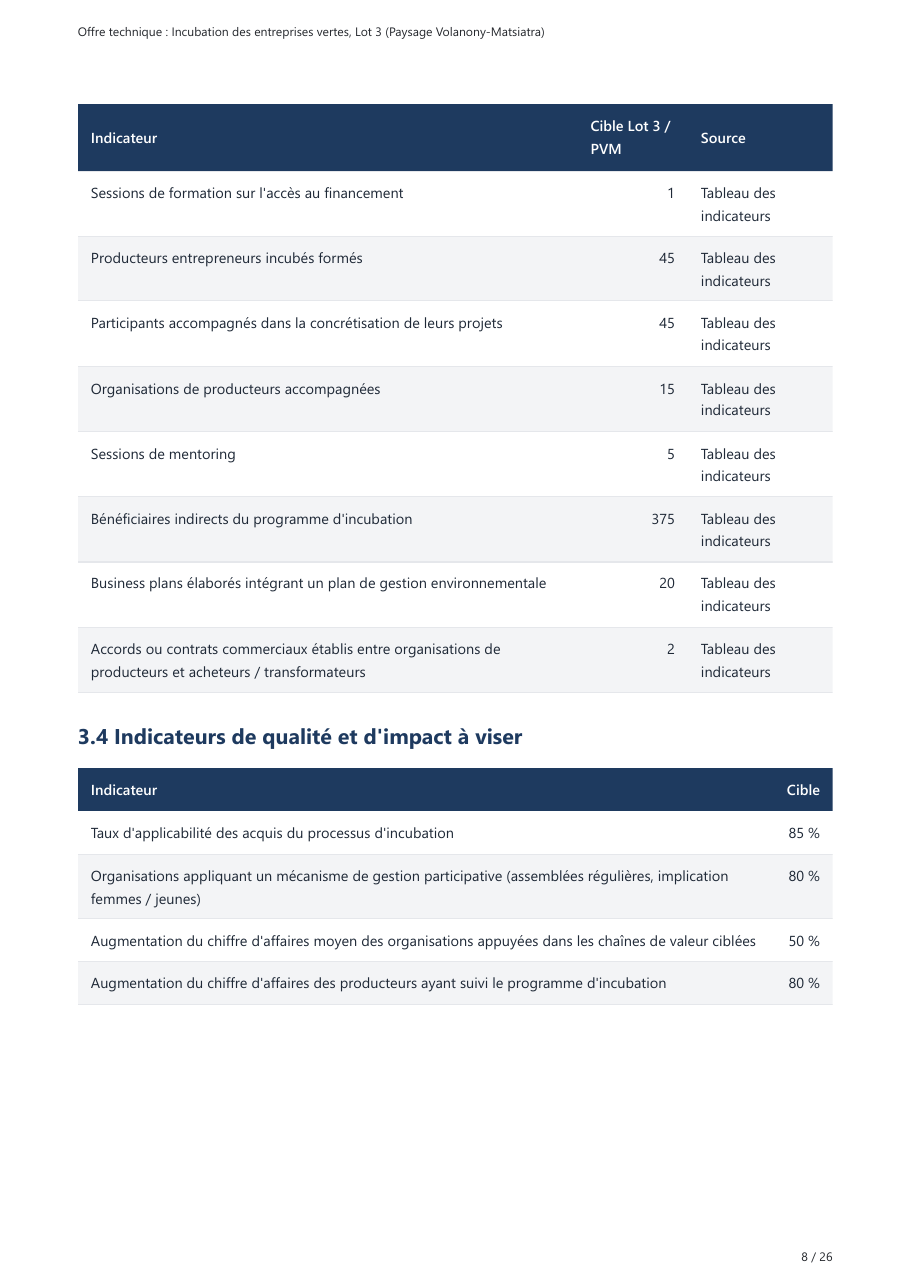 Offre technique : Incubation des entreprises vertes, Lot 3 (Paysage Volanony-Matsiatra)
Indicateur Cible Lot 3 / PVM Source
Sessions de formation sur l'accès au financement 1 Tableau des indicateurs
Producteurs entrepreneurs incubés formés 45 Tableau des indicateurs
Participants accompagnés dans la concrétisation de leurs projets 45 Tableau des indicateurs
Organisations de producteurs accompagnées 15 Tableau des indicateurs
Sessions de mentoring 5 Tableau des indicateurs
Bénéficiaires indirects du programme d'incubation 375 Tableau des indicateurs
Business plans élaborés intégrant un plan de gestion environnementale 20 Tableau des indicateurs
Accords ou contrats commerciaux établis entre organisations de producteurs et acheteurs / transformateurs 2 Tableau des indicateurs
3.4 Indicateurs de qualité et d'impact à viser
Indicateur Cible
Taux d'applicabilité des acquis du processus d'incubation 85 %
Organisations appliquant un mécanisme de gestion participative (assemblées régulières, implication femmes / jeunes) 80 %
Augmentation du chiffre d'affaires moyen des organisations appuyées dans les chaînes de valeur ciblées 50 %
Augmentation du chiffre d'affaires des producteurs ayant suivi le programme d'incubation 80 %
8 / 26